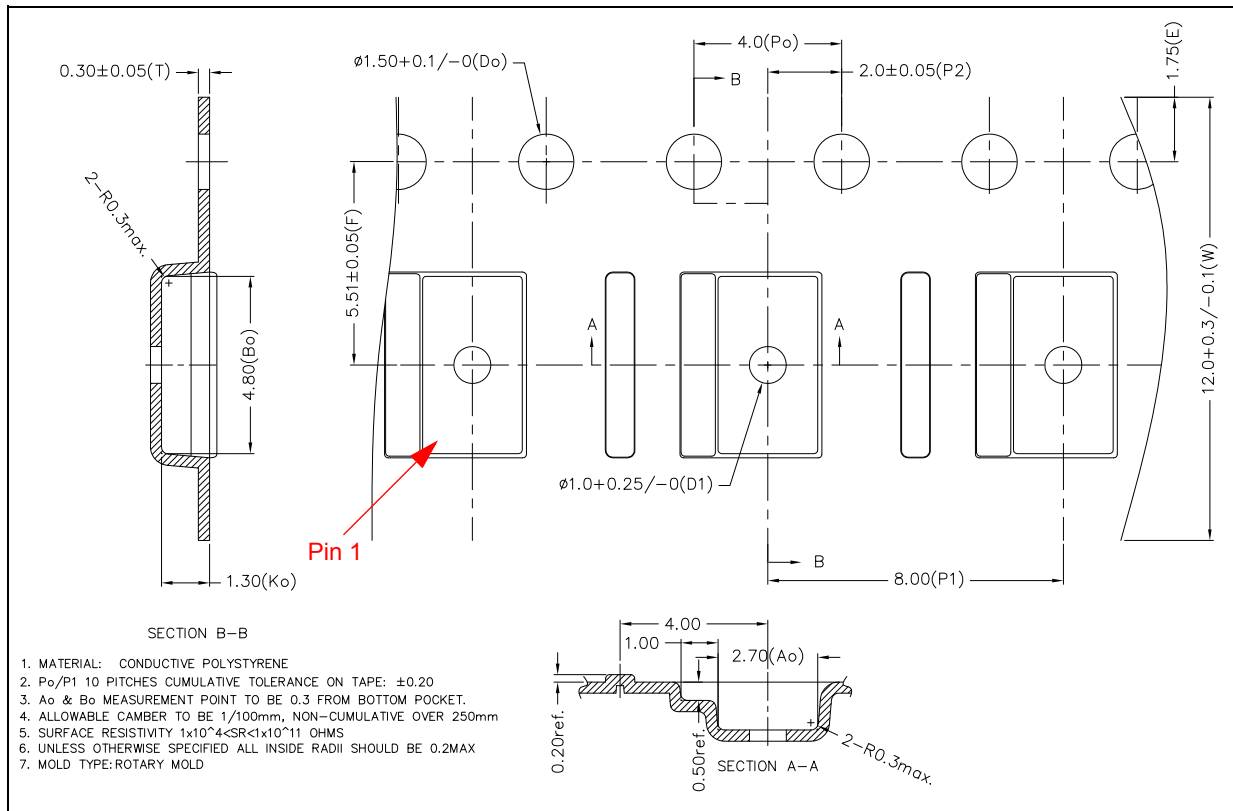 0.30±0.05(T)
ø1.50+0.1/-0(Do)
4.0(Po)
B
2.0±0.05(P2)
1.75(E)
2-R0.3max.
5.51±0.05(F)
12.0+0.3/-0.1(W)
4.80(Bo)
A
A
ø1.0+0.25/-0(D1)
Pin 1
B
1.30(Ko)
8.00(P1)
SECTION B-B
4.00
1.00
2.70(Ao)
0.20ref.
0.50ref.
2-R0.3max.
SECTION A-A
1. MATERIAL: CONDUCTIVE POLYSTYRENE
2. Po/P1 10 PITCHES CUMULATIVE TOLERANCE ON TAPE: ±0.20
3. Ao & Bo MEASUREMENT POINT TO BE 0.3 FROM BOTTOM POCKET.
4. ALLOWABLE CAMBER TO BE 1/100mm, NON-CUMULATIVE OVER 250mm
5. SURFACE RESISTIVITY 1x10^4<SR<1x10^11 OHMS
6. UNLESS OTHERWISE SPECIFIED ALL INSIDE RADII SHOULD BE 0.2MAX
7. MOLD TYPE:ROTARY MOLD